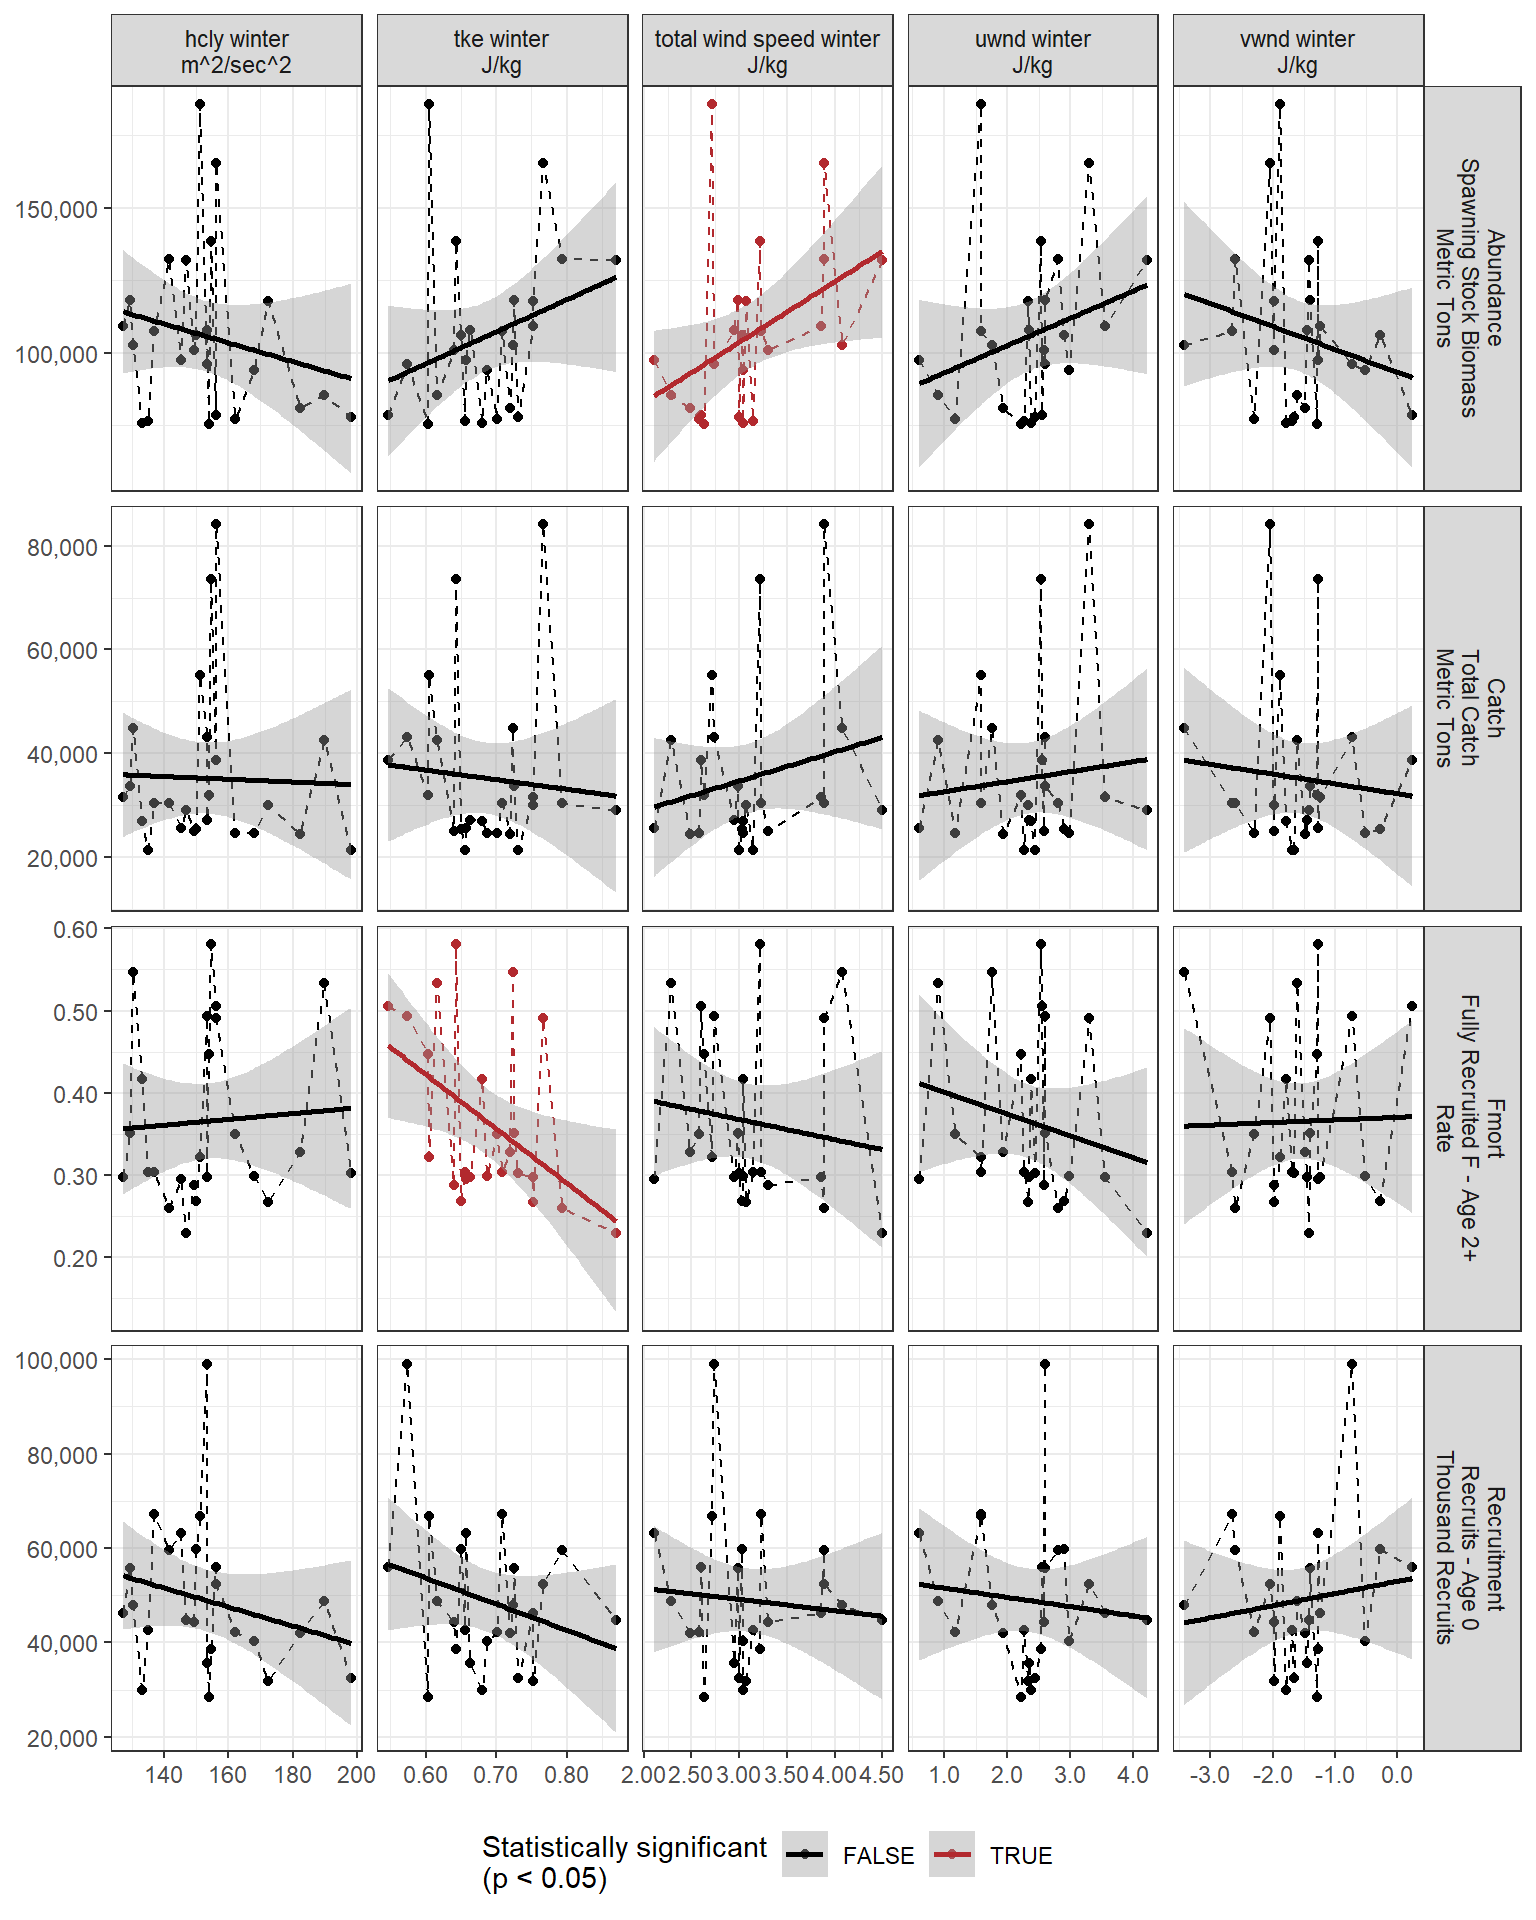 hcly winter
m^2/sec^2
tke winter
J/kg
total wind speed winter
J/kg
uwnd winter
J/kg
vwnd winter
J/kg
150,000
100,000
Abundance
Spawning Stock Biomass
Metric Tons
80,000
60,000
40,000
20,000
Catch
Total Catch
Metric Tons
0.60
0.50
0.40
0.30
0.20
Fmort
Fully Recruited F - Age 2+
Rate
100,000
80,000
60,000
40,000
20,000
Recruitment
Recruits - Age 0
Thousand Recruits
140 160 180 200
0.60 0.70 0.80
2.00 2.50 3.00 3.50 4.00 4.50
1.0 2.0 3.0 4.0
-3.0 -2.0 -1.0 0.0
Statistically significant
(p < 0.05)
FALSE
TRUE